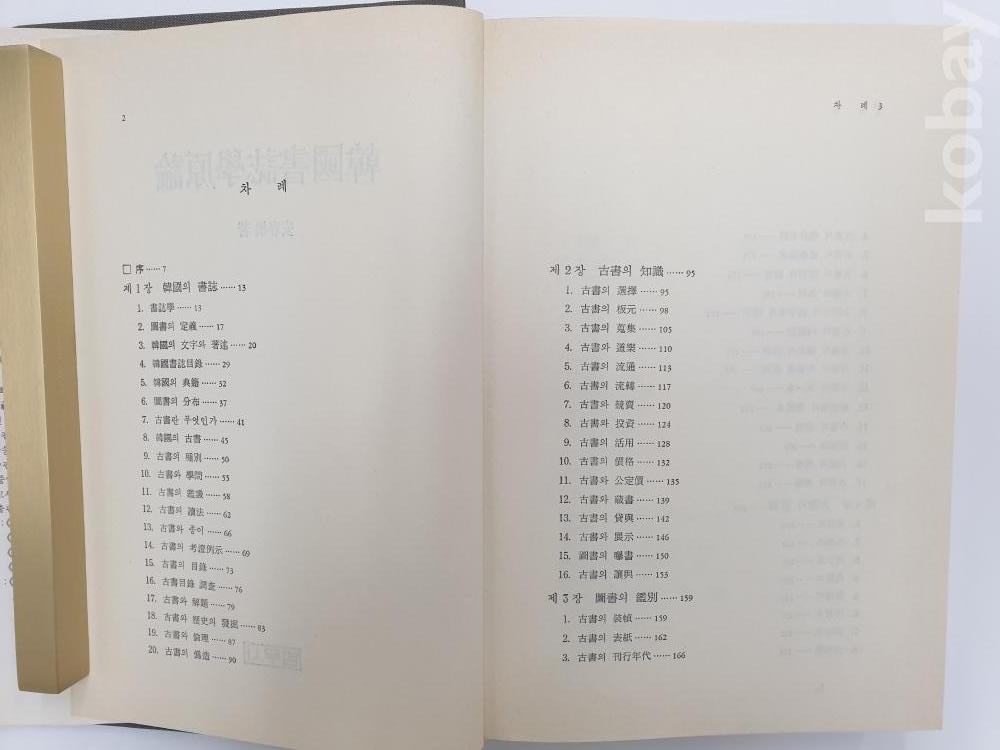 2
차 례
□ 序 …… 7
제1장 韓國의 書誌 …… 13
1. 書誌學 …… 13
2. 圖書의 定義 …… 17
3. 韓國의 文字와 著述 …… 20
4. 韓國書誌目錄 …… 29
5. 韓國의 典籍 …… 32
6. 圖書의 分布 …… 37
7. 古書란 무엇인가 …… 41
8. 韓國의 古書 …… 45
9. 古書의 種別 …… 50
10. 古書와 學問 …… 55
11. 古書의 鑑識 …… 58
12. 古書의 讀法 …… 62
13. 古書와 종이 …… 66
14. 古書의 考證例示 …… 69
15. 古書의 目錄 …… 73
16. 古書目錄 調査 …… 76
17. 古書와 解題 …… 79
18. 古書와 歷史의 發掘 …… 83
19. 古書와 倫理 …… 87
20. 古書의 僞造 …… 90
차 례 3
제2장 古書의 知識 …… 95
1. 古書의 選擇 …… 95
2. 古書의 板元 …… 98
3. 古書의 蒐集 …… 105
4. 古書와 道樂 …… 110
5. 古書의 流通 …… 113
6. 古書의 流轉 …… 117
7. 古書와 競賣 …… 120
8. 古書와 投資 …… 124
9. 古書의 活用 …… 128
10. 古書의 價格 …… 132
11. 古書와 公定價 …… 135
12. 古書와 藏書 …… 139
13. 古書의 貸與 …… 142
14. 古書와 展示 …… 146
15. 圖書의 曝書 …… 150
16. 古書의 讓與 …… 153
제3장 圖書의 鑑別 …… 159
1. 古書의 裝幀 …… 159
2. 古書의 表紙 …… 162
3. 古書의 刊行年代 …… 166
kobay